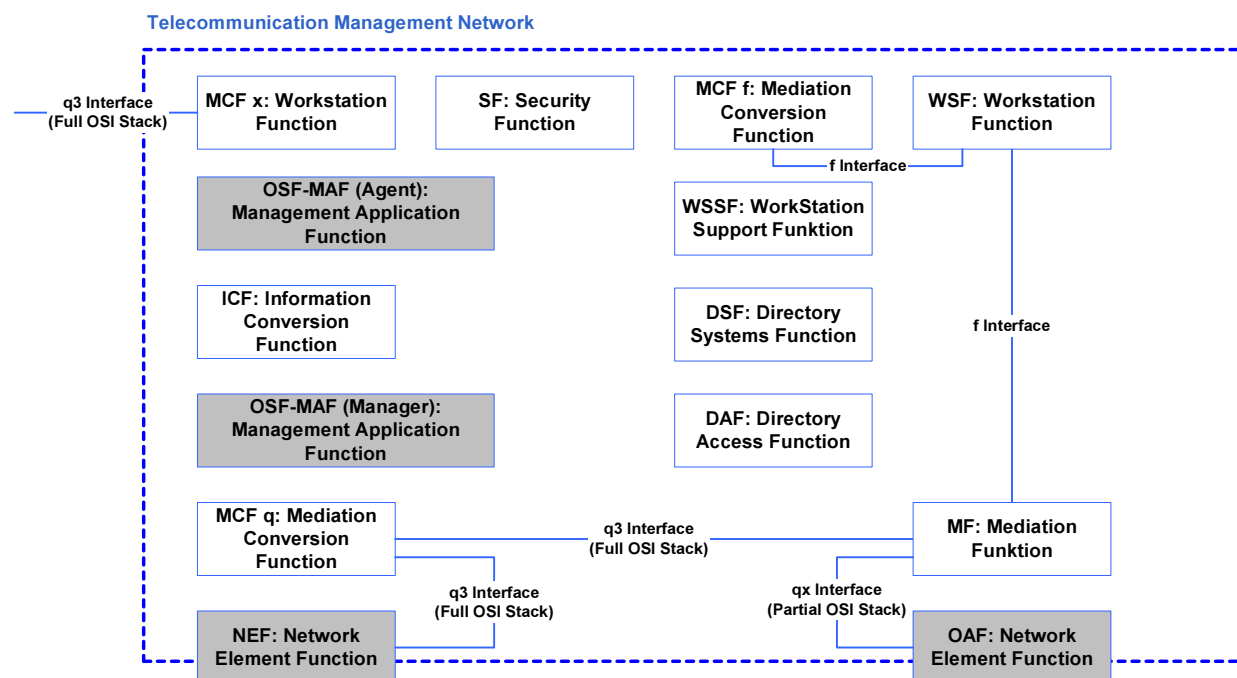 Telecommunication Management Network
q3 Interface
(Full OSI Stack)
MCF x: Workstation
Function
SF: Security
Function
MCF f: Mediation
Conversion
Function
WSF: Workstation
Function
f Interface
OSF-MAF (Agent):
Management Application
Function
WSSF: WorkStation
Support Funktion
ICF: Information
Conversion
Function
DSF: Directory
Systems Function
f Interface
OSF-MAF (Manager):
Management Application
Function
DAF: Directory
Access Function
MCF q: Mediation
Conversion
Function
q3 Interface
(Full OSI Stack)
MF: Mediation
Funktion
q3 Interface
(Full OSI Stack)
qx Interface
(Partial OSI Stack)
NEF: Network
Element Function
OAF: Network
Element Function